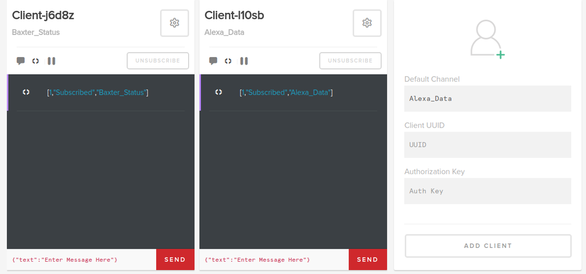 Client-j6d8z
Baxter_Status
UNSUBSCRIBE
[1,"Subscribed","Baxter_Status"]
{"text":"Enter Message Here"}
SEND
Client-l10sb
Alexa_Data
UNSUBSCRIBE
[1,"Subscribed","Alexa_Data"]
{"text":"Enter Message Here"}
SEND
Default Channel
Alexa_Data
Client UUID
UUID
Authorization Key
Auth Key
ADD CLIENT